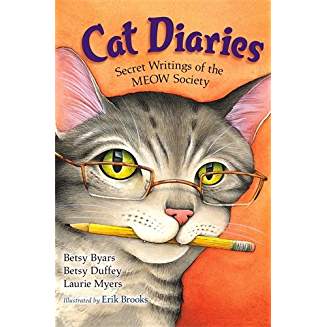 Cat Diaries
Secret Writings of the
MEOW Society
Betsy Byars
Betsy Duffey
Laurie Myers
Illustrated by Erik Brooks